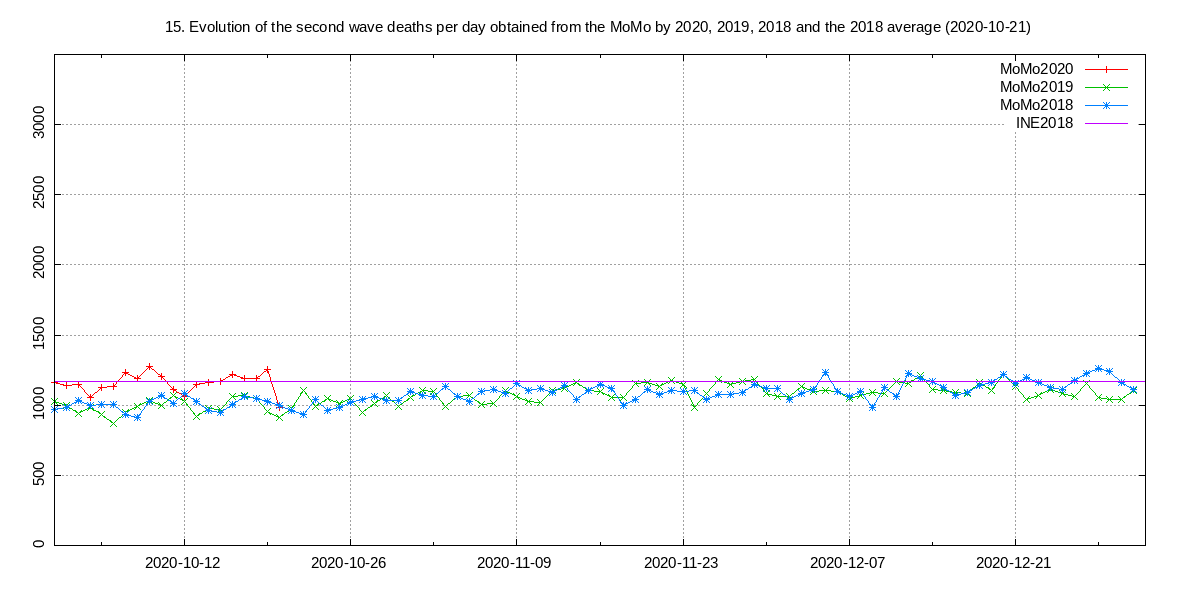 15. Evolution of the second wave deaths per day obtained from the MoMo by 2020, 2019, 2018 and the 2018 average (2020-10-21)
MoMo2020
MoMo2019
MoMo2018
INE2018
3000
2500
2000
1500
1000
500
0
2020-10-12 2020-10-26 2020-11-09 2020-11-23 2020-12-07 2020-12-21